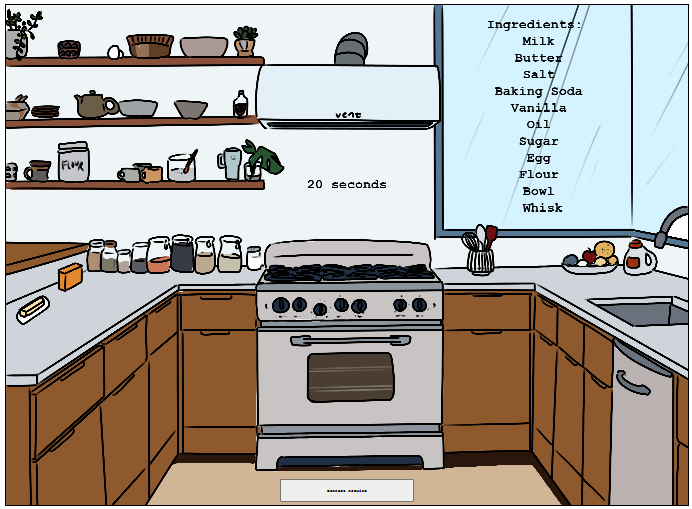 Ingredients:
Milk
Butter
Salt
Baking Soda
Vanilla
Oil
Sugar
Egg
Flour
Bowl
Whisk
vent
FLOUR
20 seconds